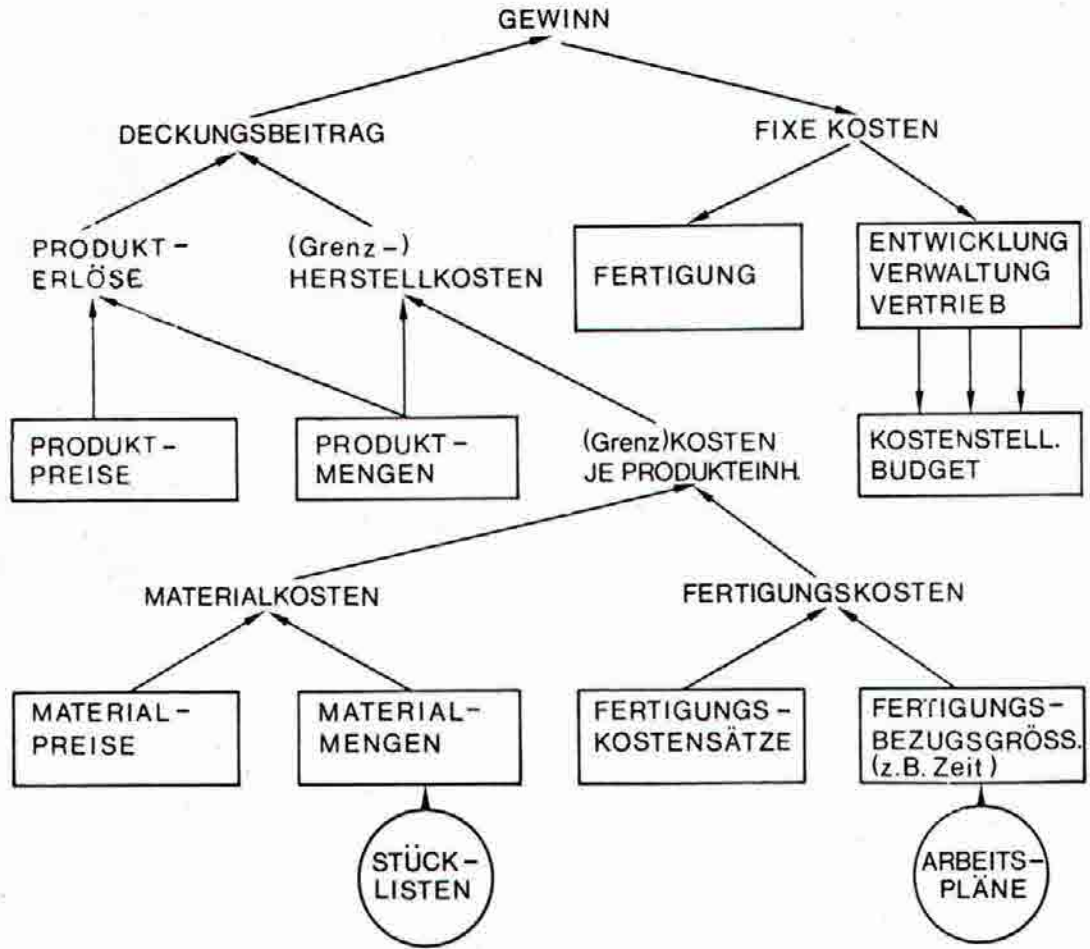 GEWINN
DECKUNGSBEITRAG
FIXE KOSTEN
PRODUKT-
ERLÖSE
(Grenz-)
HERSTELLKOSTEN
FERTIGUNG
ENTWICKLUNG
VERWALTUNG
VERTRIEB
PRODUKT-
PREISE
PRODUKT-
MENGEN
(Grenz)KOSTEN
JE PRODUKTEINH.
KOSTENSTELL.
BUDGET
MATERIALKOSTEN
FERTIGUNGSKOSTEN
MATERIAL-
PREISE
MATERIAL-
MENGEN
FERTIGUNGS-
KOSTENSÄTZE
FERTIGUNGS-
BEZUGSGRÖSS.
(z.B. Zeit)
STÜCK-
LISTEN
ARBEITS-
PLÄNE